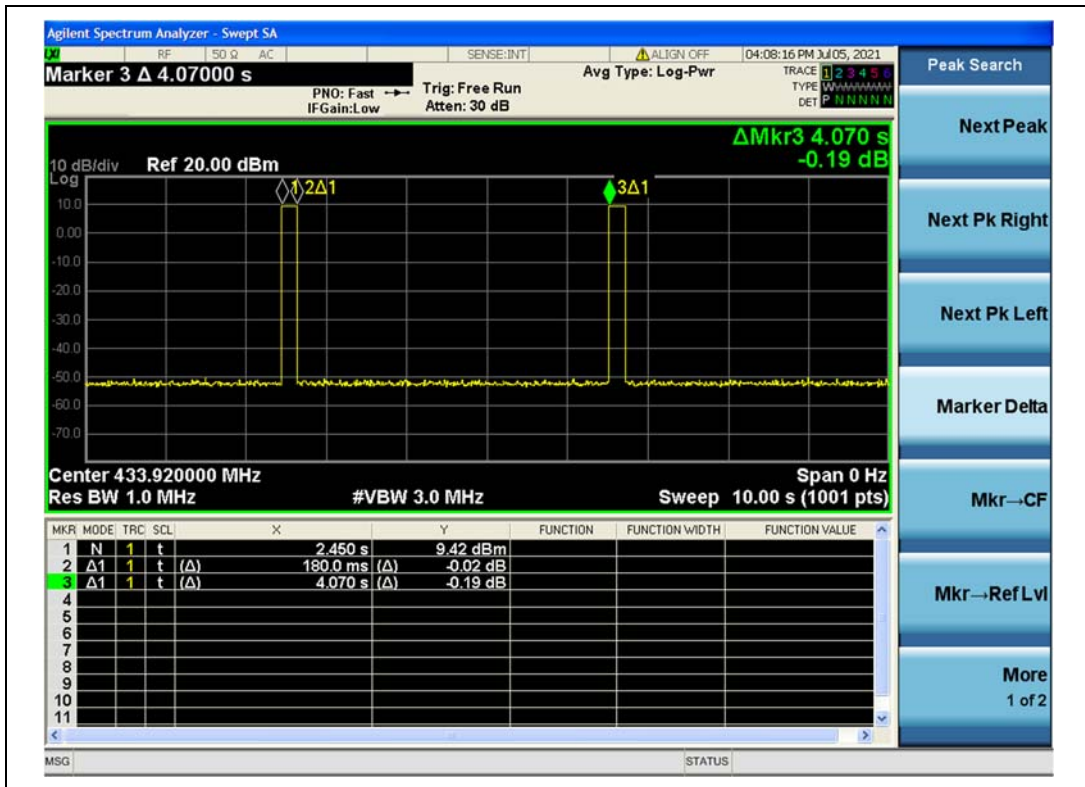 Agilent Spectrum Analyzer - Swept SA
LXI RF 50 Ω AC SENSE:INT ALIGN OFF 04:08:16 PM Jul 05, 2021
Marker 3 Δ 4.07000 s
PNO: Fast
IFGain:Low
Trig: Free Run
Atten: 30 dB
Avg Type: Log-Pwr
TRACE 1 2 3 4 5 6
TYPE W
DET P N N N N N
Peak Search
ΔMkr3 4.070 s
-0.19 dB
10 dB/div Ref 20.00 dBm
Log
1 2Δ1 3Δ1
10.0
0.00
-10.0
-20.0
-30.0
-40.0
-50.0
-60.0
-70.0
Center 433.920000 MHz Span 0 Hz
Res BW 1.0 MHz #VBW 3.0 MHz Sweep 10.00 s (1001 pts)
MKR MODE TRC SCL X Y FUNCTION FUNCTION WIDTH FUNCTION VALUE
1 N 1 t 2.450 s 9.42 dBm
2 Δ1 1 t (Δ) 180.0 ms (Δ) -0.02 dB
3 Δ1 1 t (Δ) 4.070 s (Δ) -0.19 dB
4
5
6
7
8
9
10
11
MSG STATUS
Next Peak
Next Pk Right
Next Pk Left
Marker Delta
Mkr→CF
Mkr→Ref Lvl
More
1 of 2